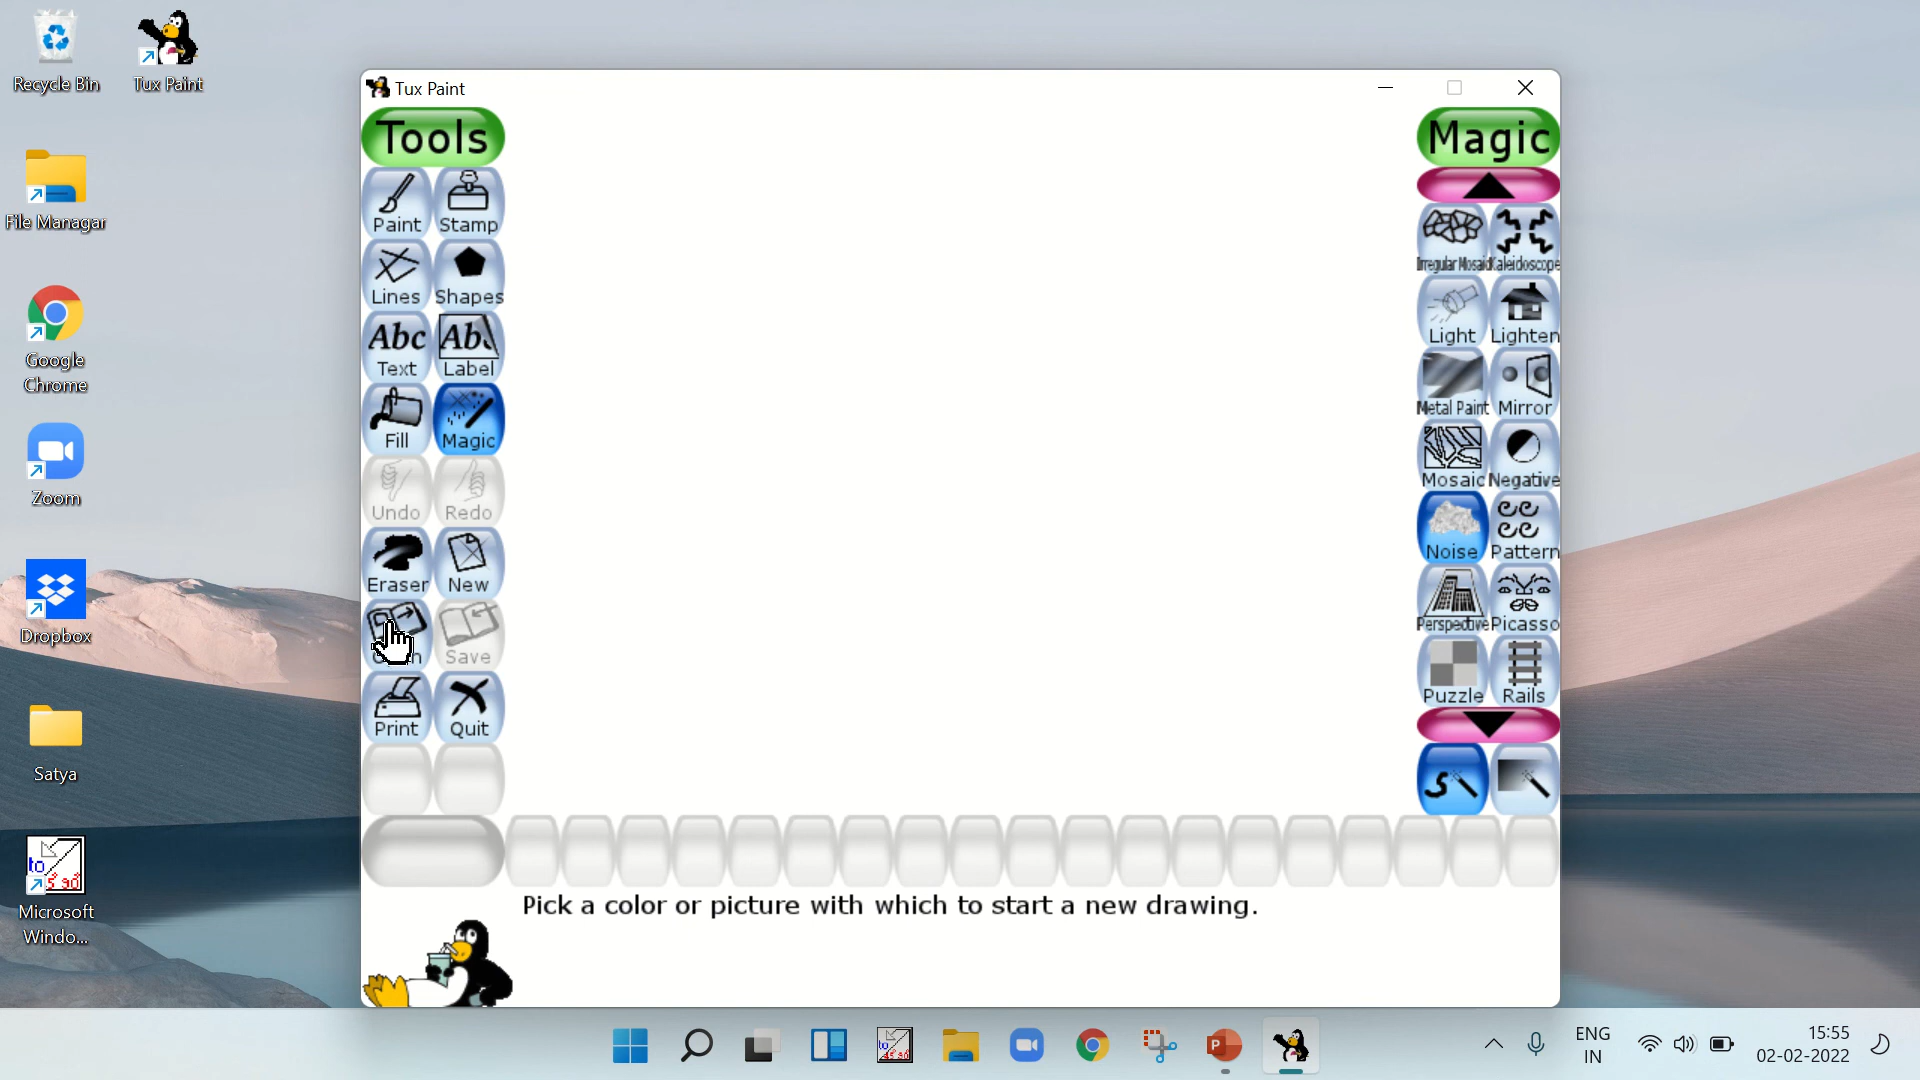 Recycle Bin
Tux Paint
File Managar
Google
Chrome
Zoom
Dropbox
Satya
to
Microsoft
Windo...
Tux Paint
Tools
Paint
Stamp
Lines
Shapes
Abc
Text
Label
Fill
Magic
Undo
Redo
Eraser
New
Save
Print
Quit
Magic
Irregular Mosaic
Kaleidoscope
Light
Lighten
Metal Paint
Mirror
Mosaic
Negative
Noise
Pattern
Perspective
Picasso
Puzzle
Rails
Pick a color or picture with which to start a new drawing.
ENG
IN
15:55
02-02-2022